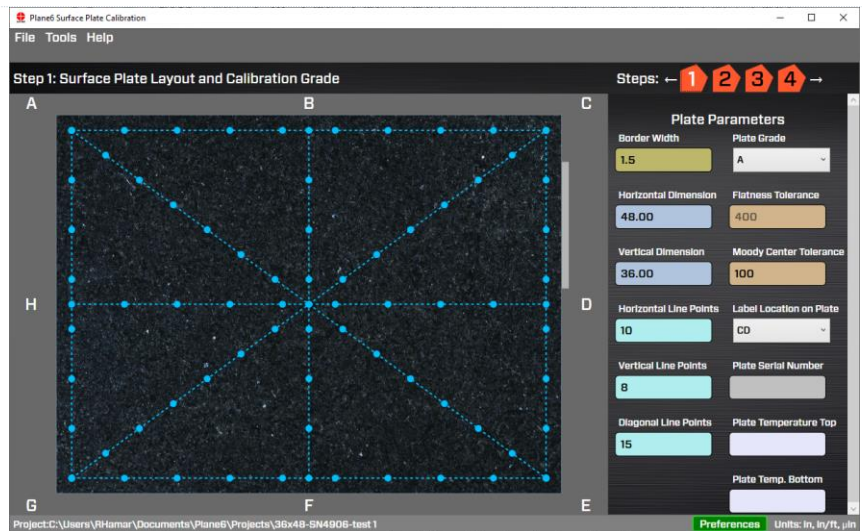 Plane6 Surface Plate Calibration
File Tools Help
Step 1: Surface Plate Layout and Calibration Grade
Steps: ← 1 2 3 4 →
A B C
Plate Parameters
Border Width Plate Grade
1.5 A
Horizontal Dimension Flatness Tolerance
48.00 400
Vertical Dimension Moody Center Tolerance
36.00 100
H D
Horizontal Line Points Label Location on Plate
10 CD
Vertical Line Points Plate Serial Number
8
Diagonal Line Points Plate Temperature Top
15
Plate Temp. Bottom
G F E
Project:C:\Users\RHamar\Documents\Plane6\Projects\36x48-SN4906-test 1 Preferences Units: in, in/ft, µin